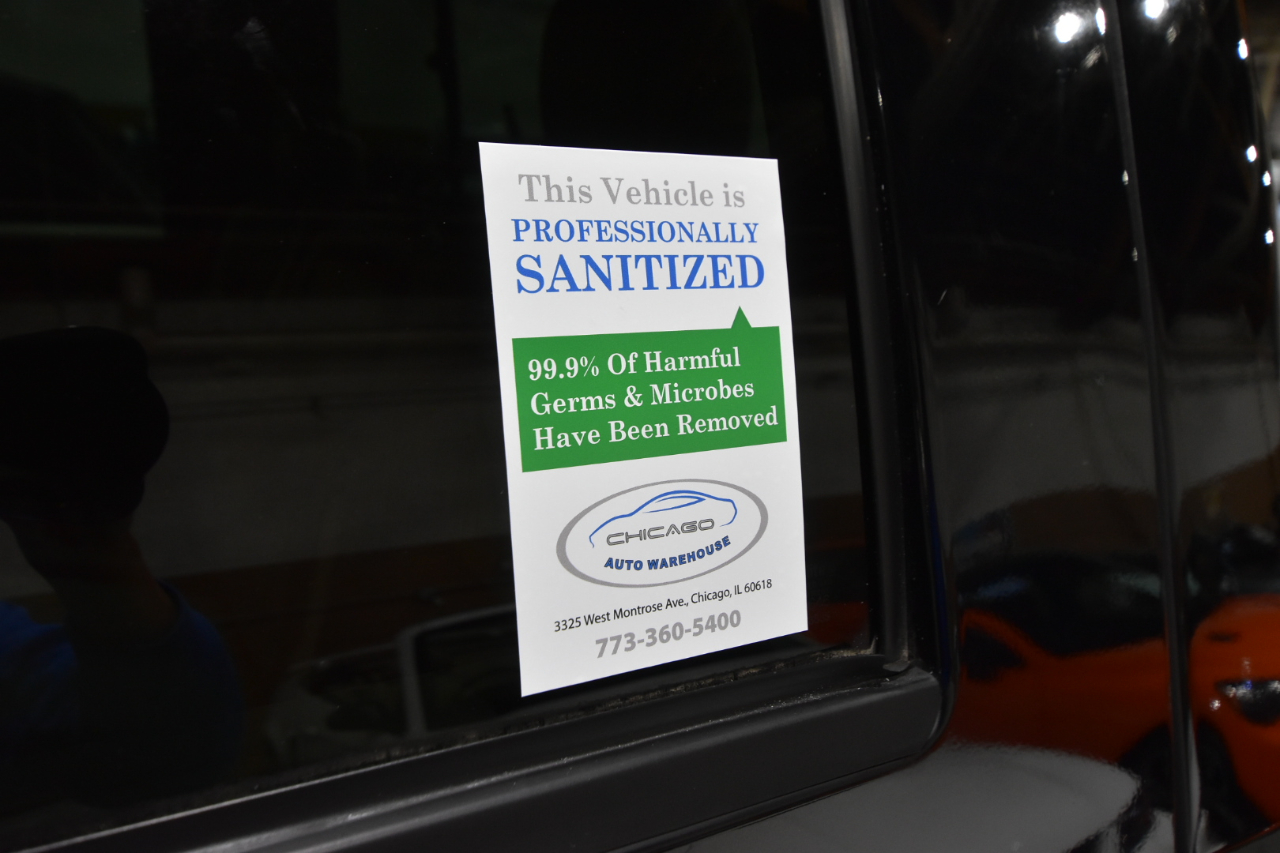 This Vehicle is
PROFESSIONALLY
SANITIZED
99.9% Of Harmful
Germs & Microbes
Have Been Removed
CHICAGO
AUTO WAREHOUSE
3325 West Montrose Ave., Chicago, IL 60618
773-360-5400